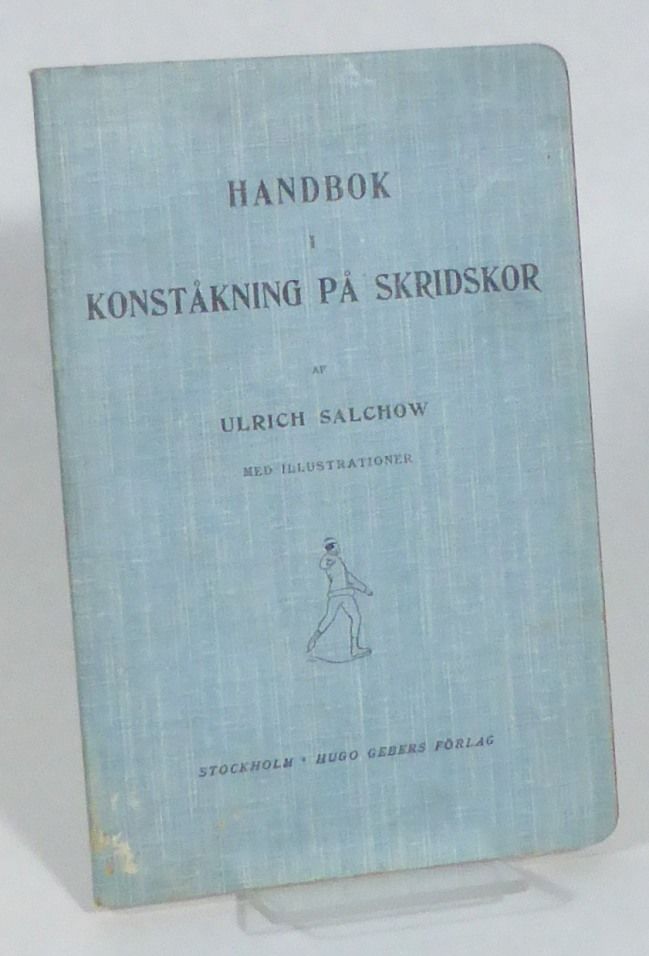 HANDBOK
I
KONSTÅKNING PÅ SKRIDSKOR
AF
ULRICH SALCHOW
MED ILLUSTRATIONER
STOCKHOLM • HUGO GEBERS FÖRLAG